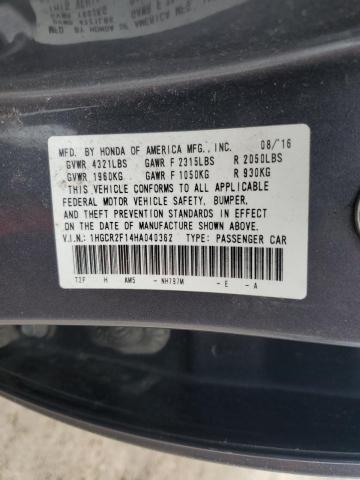 MFD. BY HONDA OF AMERICA MFG., INC. 08/'16
GVWR 4321LBS GAWR F 2315LBS R 2050LBS
GVWR 1960KG GAWR F 1050KG R 930KG
THIS VEHICLE CONFORMS TO ALL APPLICABLE
FEDERAL MOTOR VEHICLE SAFETY, BUMPER,
AND THEFT PREVENTION STANDARDS IN EFFECT
ON THE DATE OF MANUFACTURE SHOWN ABOVE.
V.I.N.: 1HGCR2F14HA040362 TYPE: PASSENGER CAR
T2F H AM5 - NH797M - E - A